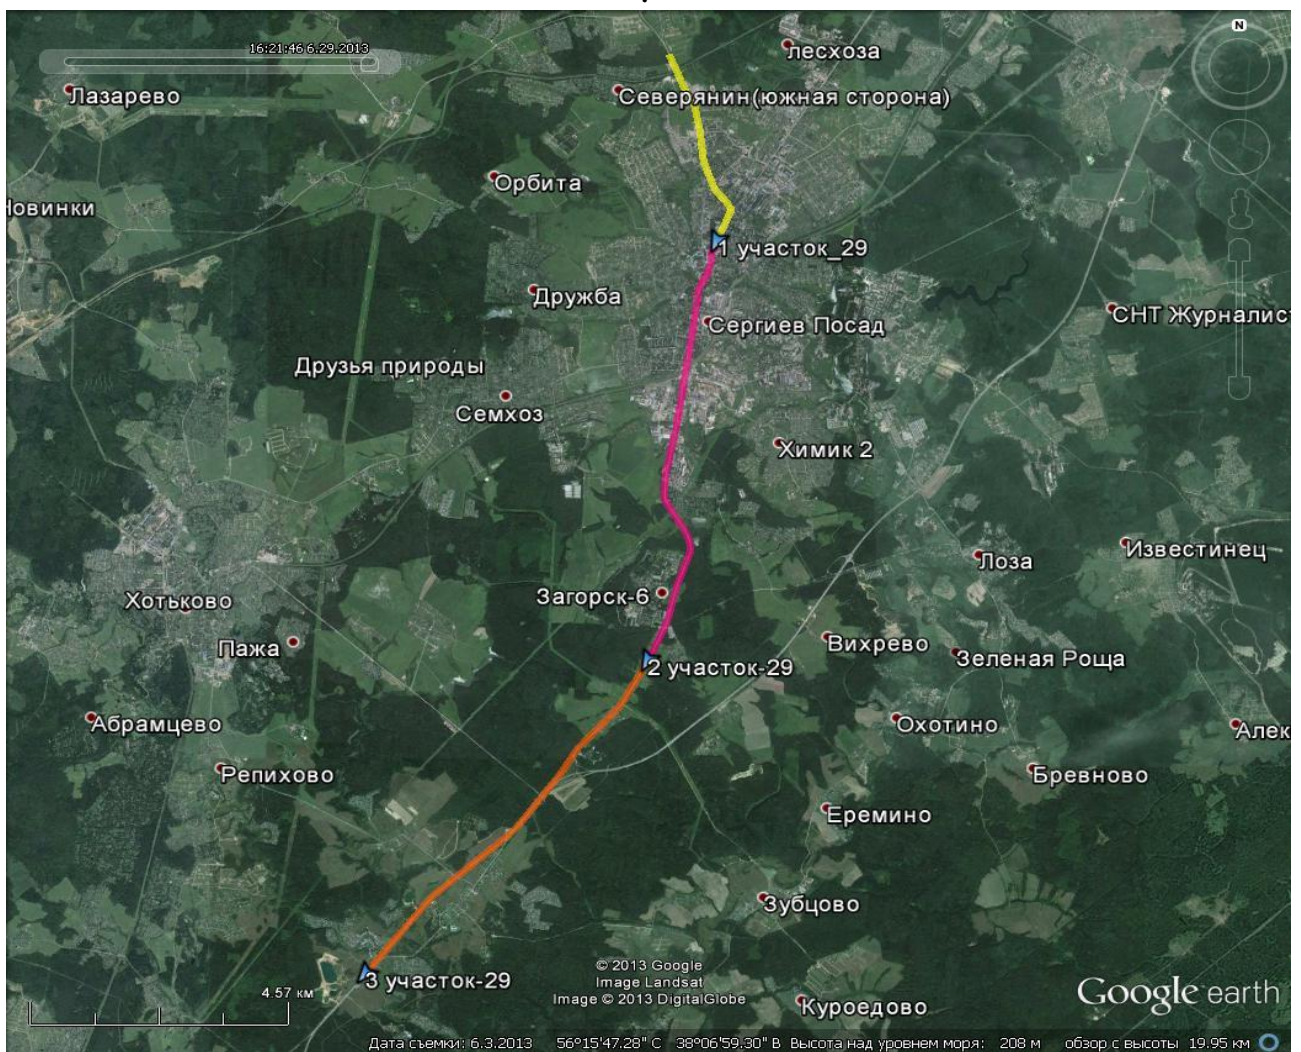 16:21:46 6.29.2013
лесхоза
Лазарево
Северянин(южная сторона)
Орбита
Новинки
1 участок_29
Дружба
СНТ Журналис
Сергиев Посад
Друзья природы
Семхоз
Химик 2
Известинец
Лоза
Загорск-6
Хотьково
Пажа
Вихрево
Зеленая Роща
2 участок-29
Абрамцево
Охотино
Алек
Репихово
Бревново
Еремино
Зубцово
3 участок-29
4.57 км
© 2013 Google
Image Landsat
Image © 2013 DigitalGlobe
Куроедово
Google earth
Дата съемки: 6.3.2013 56°15'47.28" С 38°06'59.30" В Высота над уровнем моря: 208 м обзор с высоты 19.95 км
N